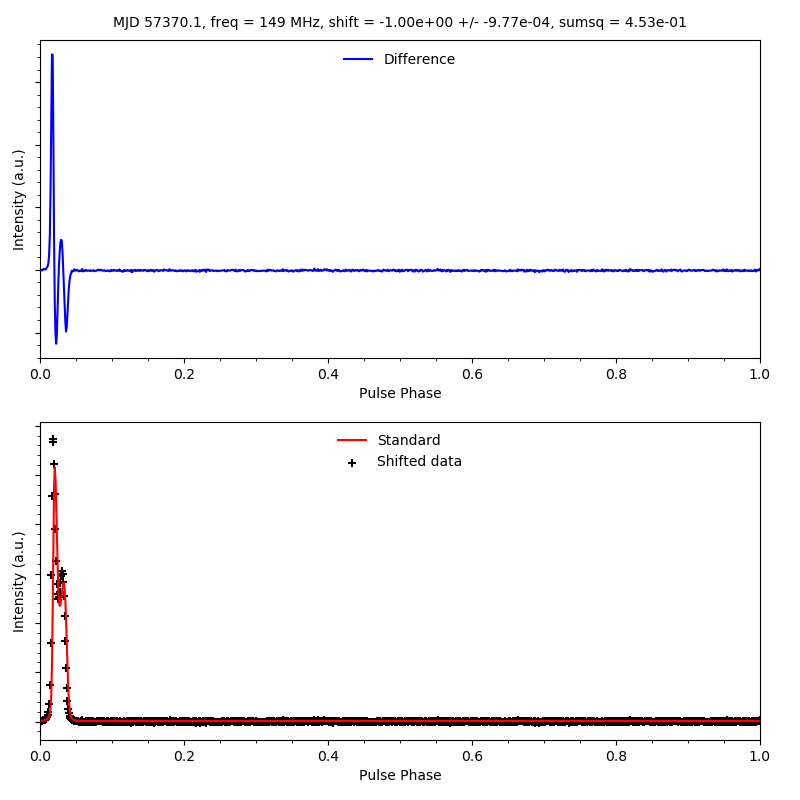 MJD 57370.1, freq = 149 MHz, shift = -1.00e+00 +/- -9.77e-04, sumsq = 4.53e-01
Difference
Intensity (a.u.)
0.0 0.2 0.4 0.6 0.8 1.0
Pulse Phase
Standard
Shifted data
Intensity (a.u.)
0.0 0.2 0.4 0.6 0.8 1.0
Pulse Phase